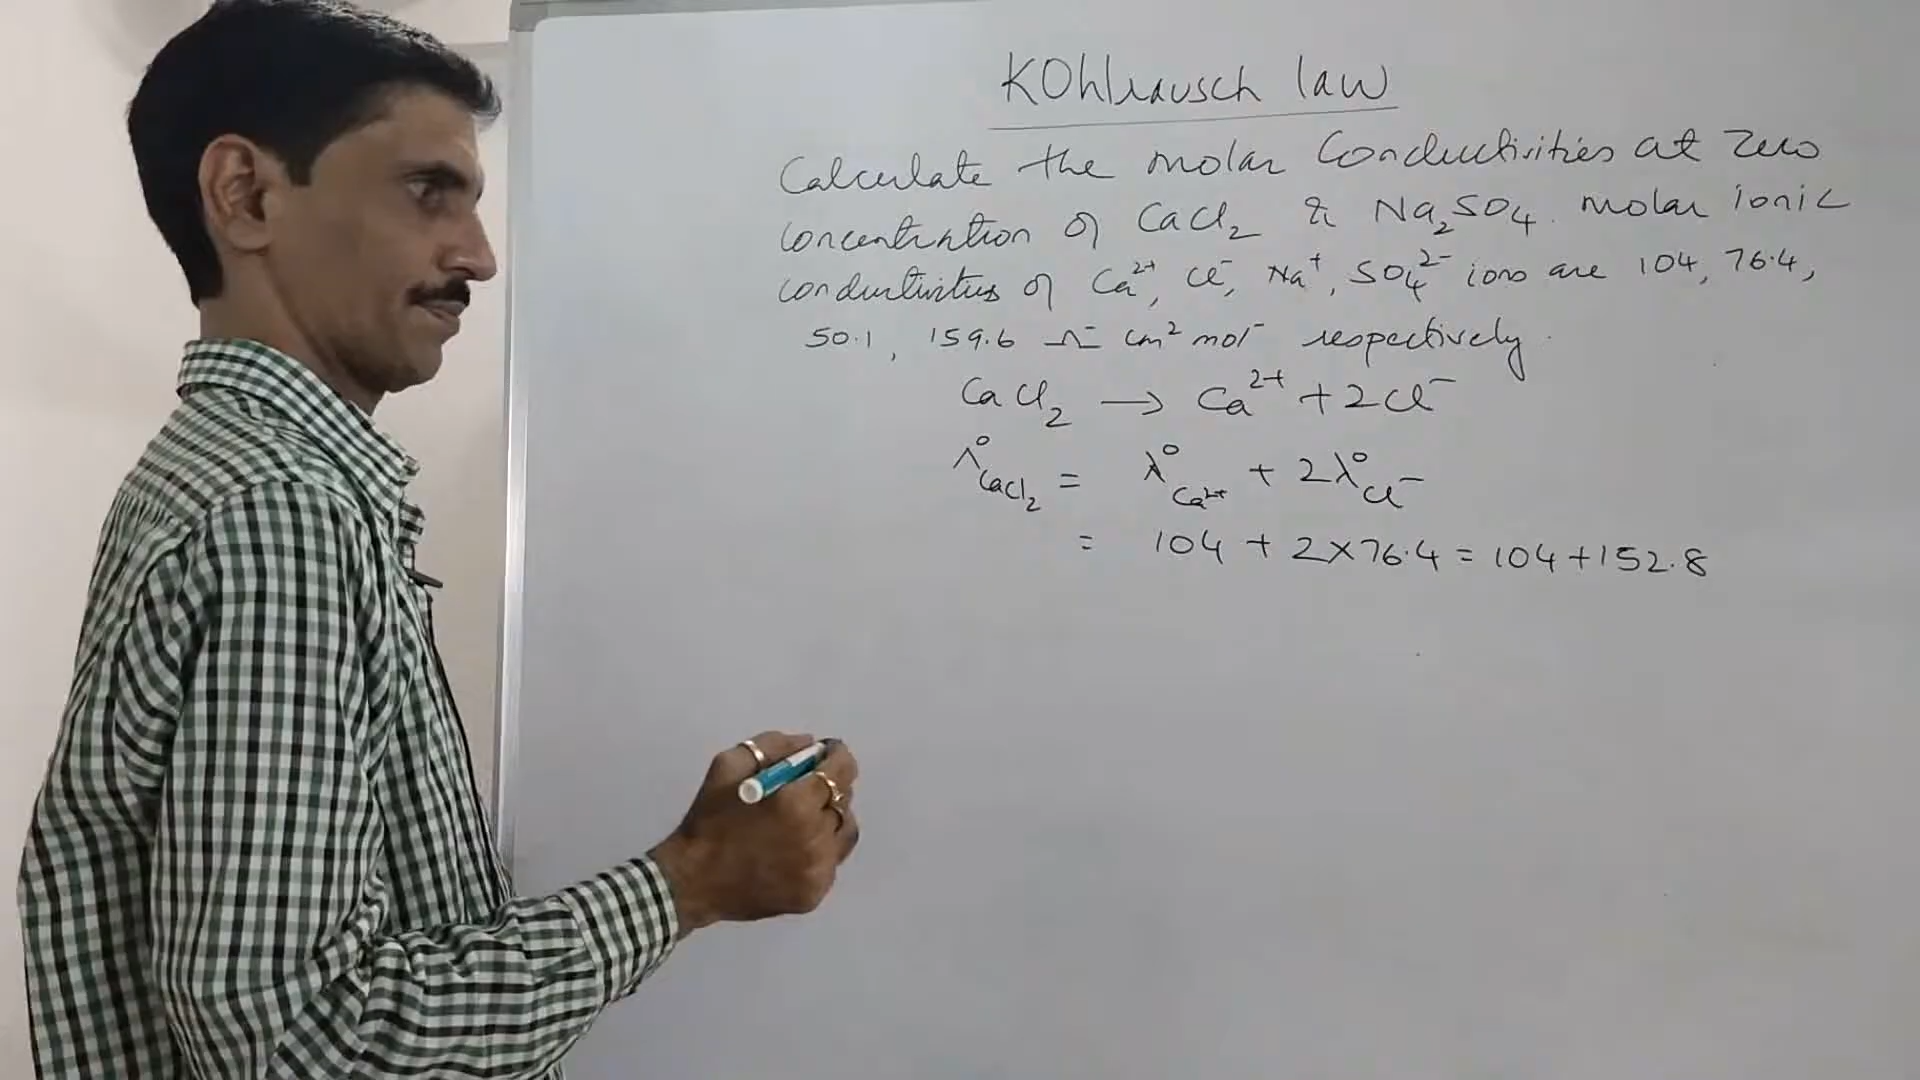 KOhlrausch law
Calculate the molar Conductivities at Zero
concentration of CaCl₂ & Na₂SO₄. molar ionic
conductivities of Ca²⁺, Cl⁻, Na⁺, SO₄²⁻ ions are 104, 76.4,
50.1, 159.6 Ω⁻ cm² mol⁻ respectively.
CaCl₂ → Ca²⁺ + 2Cl⁻
λ°CaCl₂ = λ°Ca²⁺ + 2λ°Cl⁻
= 104 + 2×76.4 = 104+152.8